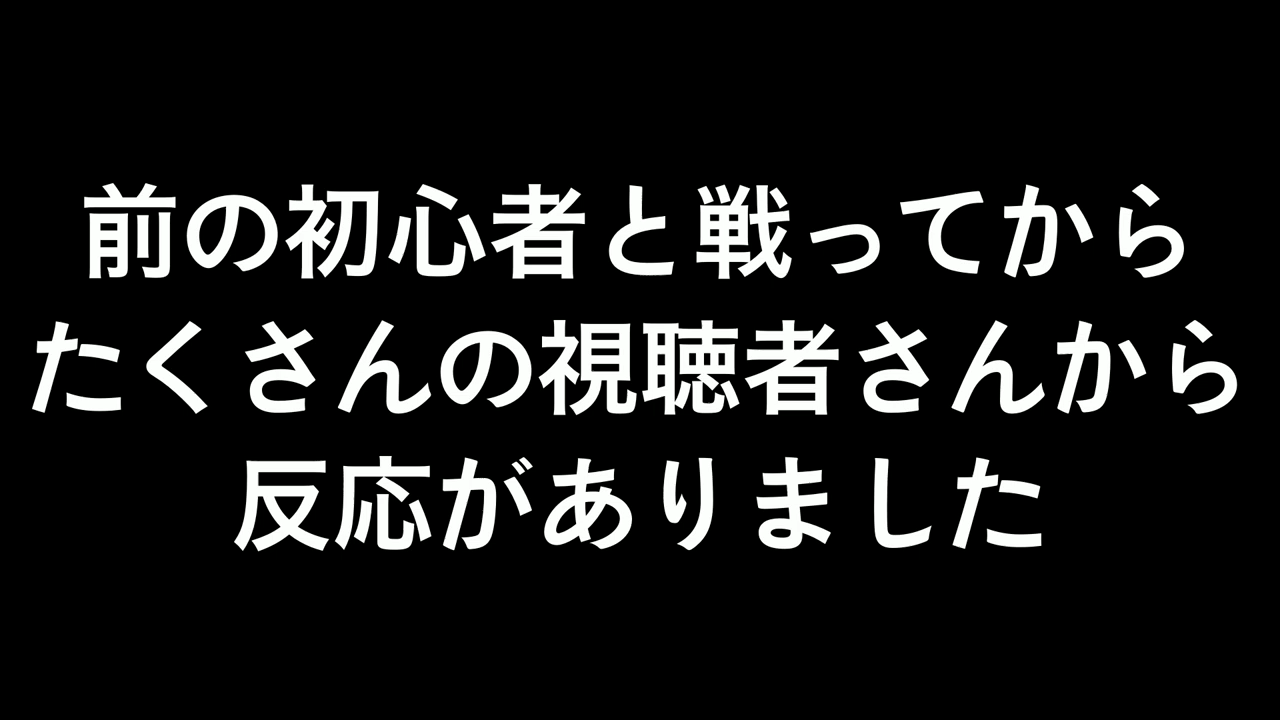 前の初心者と戦ってから
たくさんの視聴者さんから
反応がありました